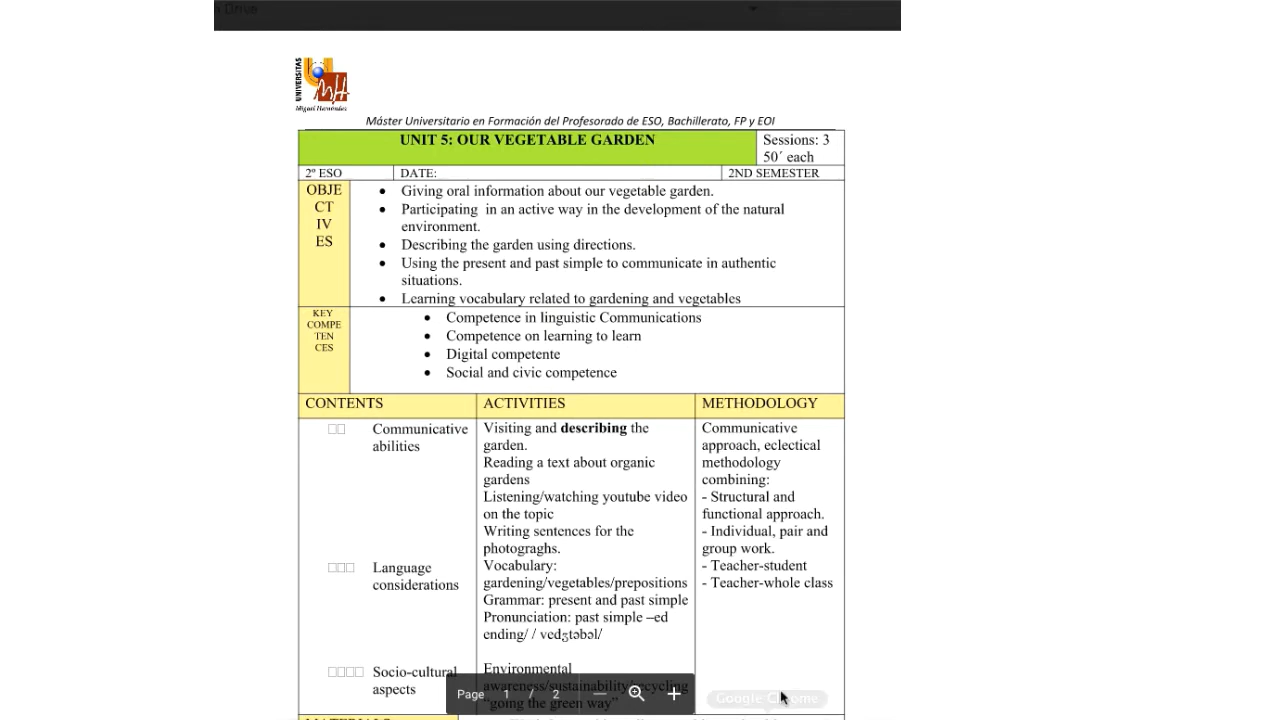 Drive
UNIVERSITAS
Miguel Hernández
Máster Universitario en Formación del Profesorado de ESO, Bachillerato, FP y EOI
UNIT 5: OUR VEGETABLE GARDEN
Sessions: 3
50´ each
2º ESO
DATE:
2ND SEMESTER
OBJE
CT
IV
ES
• Giving oral information about our vegetable garden.
• Participating in an active way in the development of the natural
environment.
• Describing the garden using directions.
• Using the present and past simple to communicate in authentic
situations.
• Learning vocabulary related to gardening and vegetables
KEY
COMPE
TEN
CES
• Competence in linguistic Communications
• Competence on learning to learn
• Digital competente
• Social and civic competence
CONTENTS
ACTIVITIES
METHODOLOGY
Communicative
abilities
Language
considerations
Socio-cultural
aspects
Visiting and describing the
garden.
Reading a text about organic
gardens
Listening/watching youtube video
on the topic
Writing sentences for the
photograghs.
Vocabulary:
gardening/vegetables/prepositions
Grammar: present and past simple
Pronunciation: past simple –ed
ending/ / vedʒtəbəl/
Environmental
awareness/sustainability/recycling
"going the green way"
Communicative
approach, eclectical
methodology
combining:
- Structural and
functional approach.
- Individual, pair and
group work.
- Teacher-student
- Teacher-whole class
Page 1 / 2
Google Chrome
MATERIALS